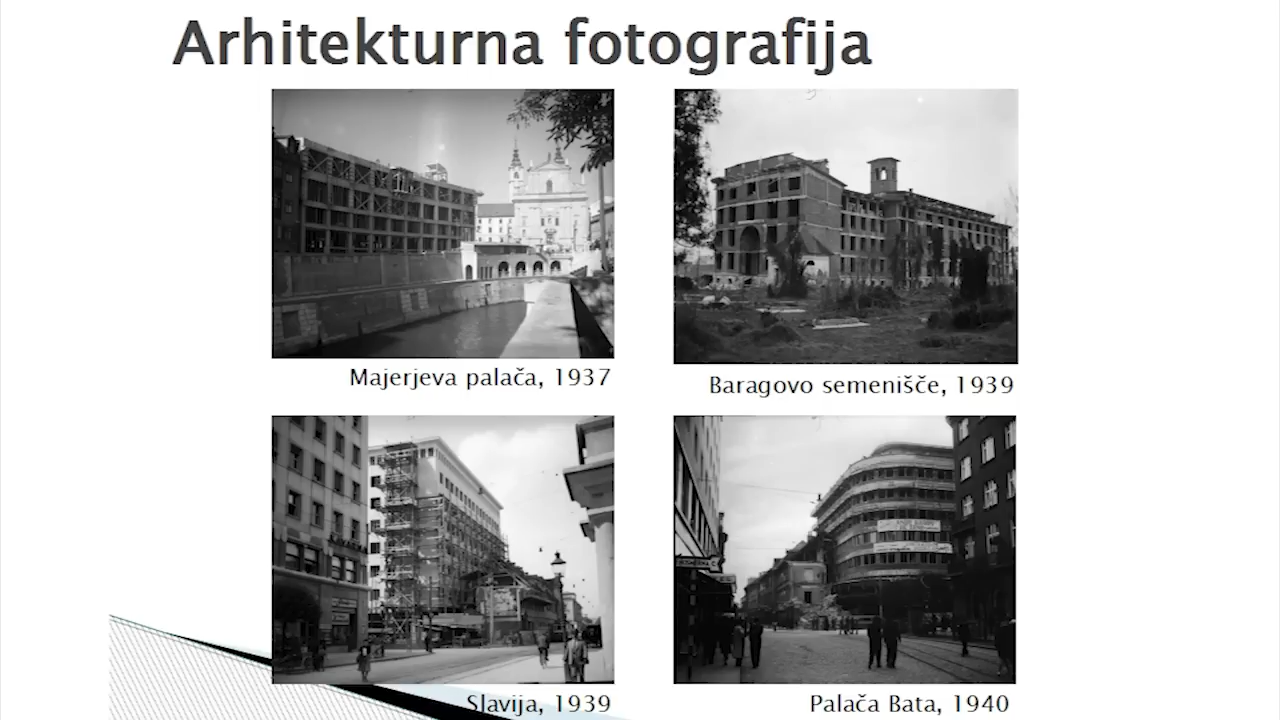 Arhitekturna fotografija
Majerjeva palača, 1937
Baragovo semenišče, 1939
Slavija, 1939
Palača Bata, 1940